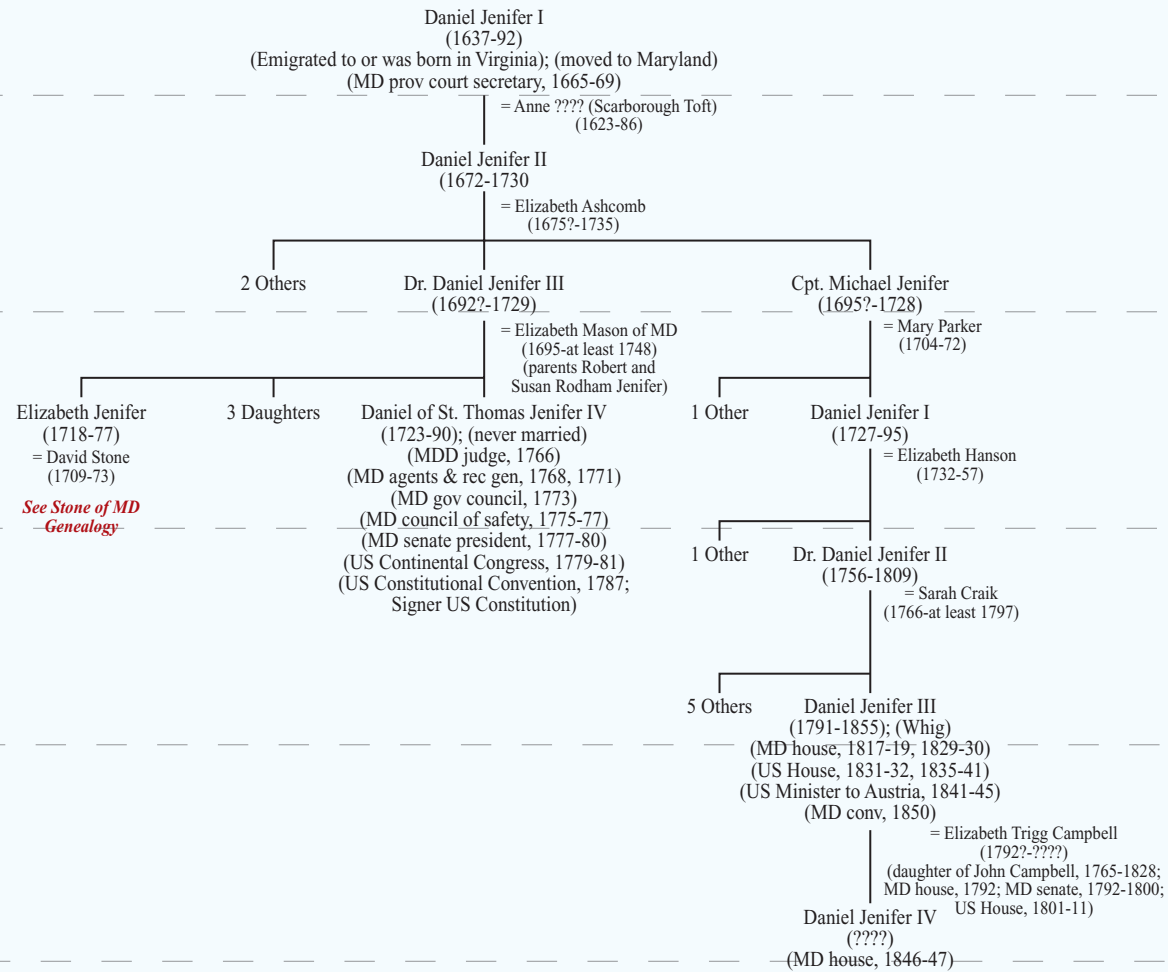 Daniel Jenifer I
(1637-92)
(Emigrated to or was born in Virginia); (moved to Maryland)
(MD prov court secretary, 1665-69)
= Anne ???? (Scarborough Toft)
(1623-86)
Daniel Jenifer II
(1672-1730
= Elizabeth Ashcomb
(1675?-1735)
2 Others
Dr. Daniel Jenifer III
(1692?-1729)
Cpt. Michael Jenifer
(1695?-1728)
= Elizabeth Mason of MD
(1695-at least 1748)
(parents Robert and
Susan Rodham Jenifer)
= Mary Parker
(1704-72)
Elizabeth Jenifer
(1718-77)
= David Stone
(1709-73)
See Stone of MD
Genealogy
3 Daughters
Daniel of St. Thomas Jenifer IV
(1723-90); (never married)
(MDD judge, 1766)
(MD agents & rec gen, 1768, 1771)
(MD gov council, 1773)
(MD council of safety, 1775-77)
(MD senate president, 1777-80)
(US Continental Congress, 1779-81)
(US Constitutional Convention, 1787;
Signer US Constitution)
1 Other
Daniel Jenifer I
(1727-95)
= Elizabeth Hanson
(1732-57)
1 Other
Dr. Daniel Jenifer II
(1756-1809)
= Sarah Craik
(1766-at least 1797)
5 Others
Daniel Jenifer III
(1791-1855); (Whig)
(MD house, 1817-19, 1829-30)
(US House, 1831-32, 1835-41)
(US Minister to Austria, 1841-45)
(MD conv, 1850)
= Elizabeth Trigg Campbell
(1792?-????)
(daughter of John Campbell, 1765-1828;
MD house, 1792; MD senate, 1792-1800;
US House, 1801-11)
Daniel Jenifer IV
(????)
(MD house, 1846-47)